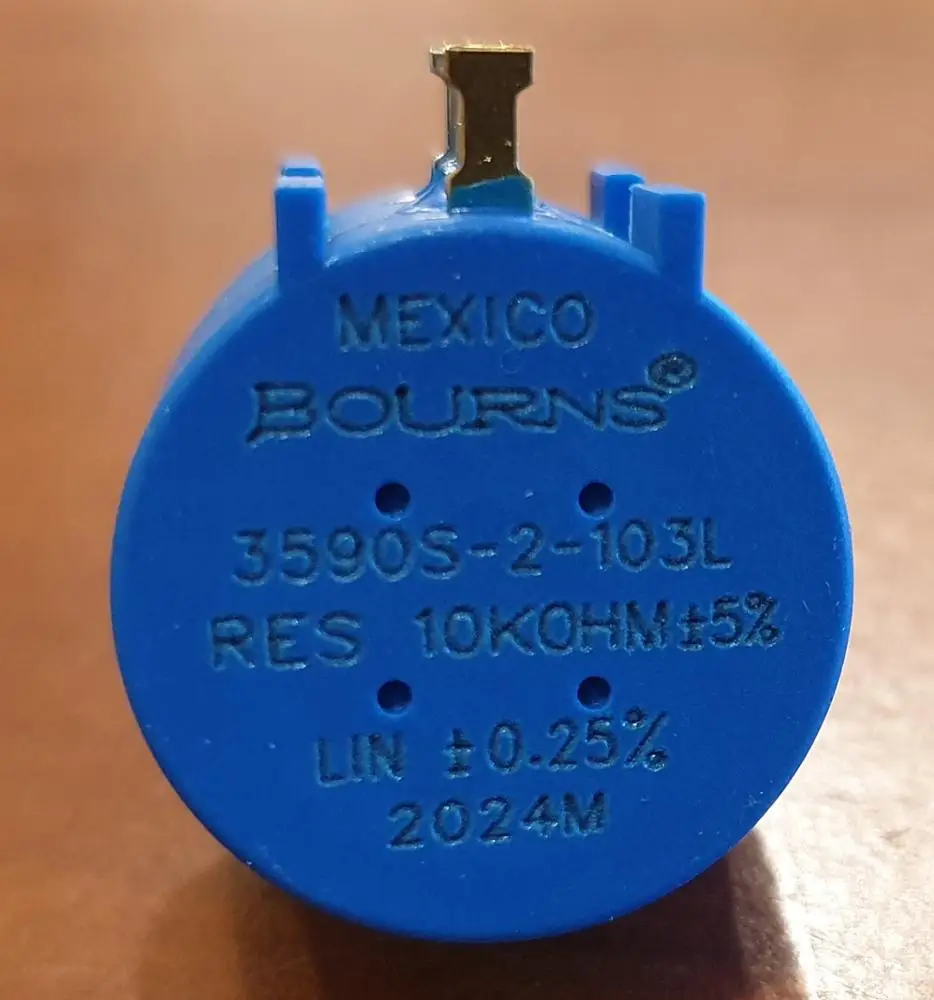 MEXICO
BOURNS®
3590S-2-103L
RES 10KOHM±5%
LIN ±0.25%
2024M